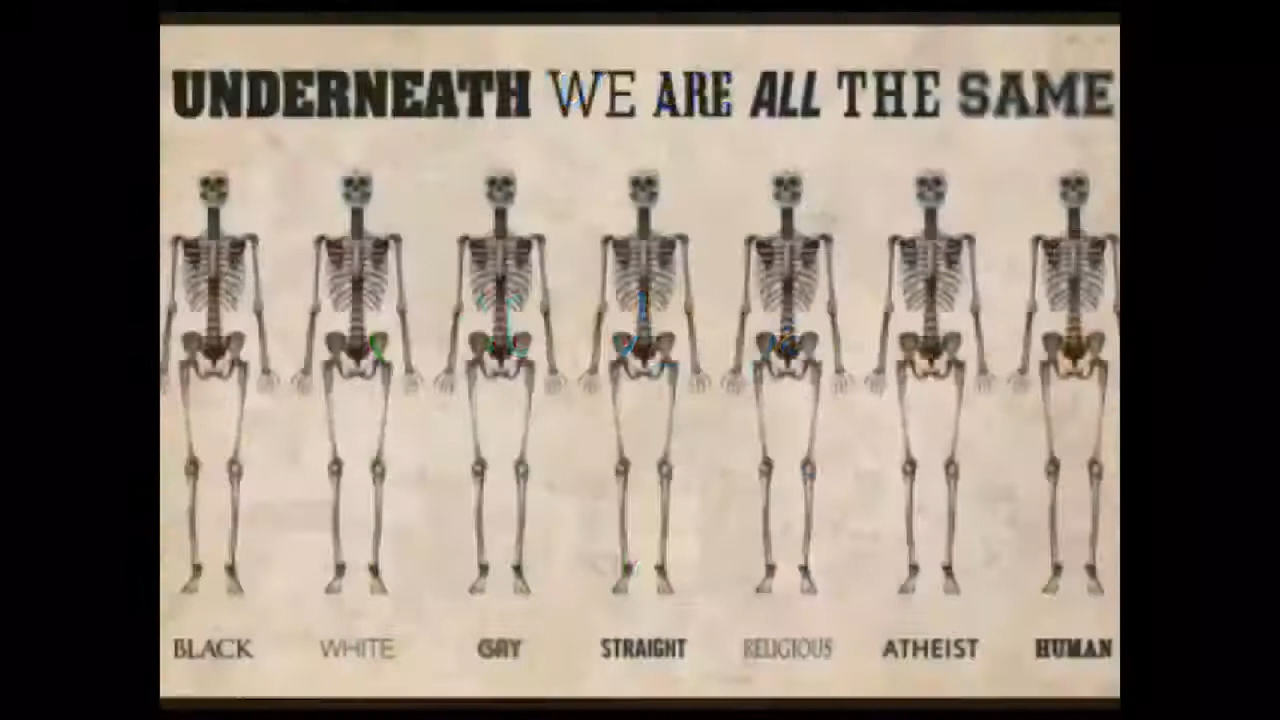 UNDERNEATH WE ARE ALL THE SAME
BLACK WHITE GAY STRAIGHT RELIGIOUS ATHEIST HUMAN